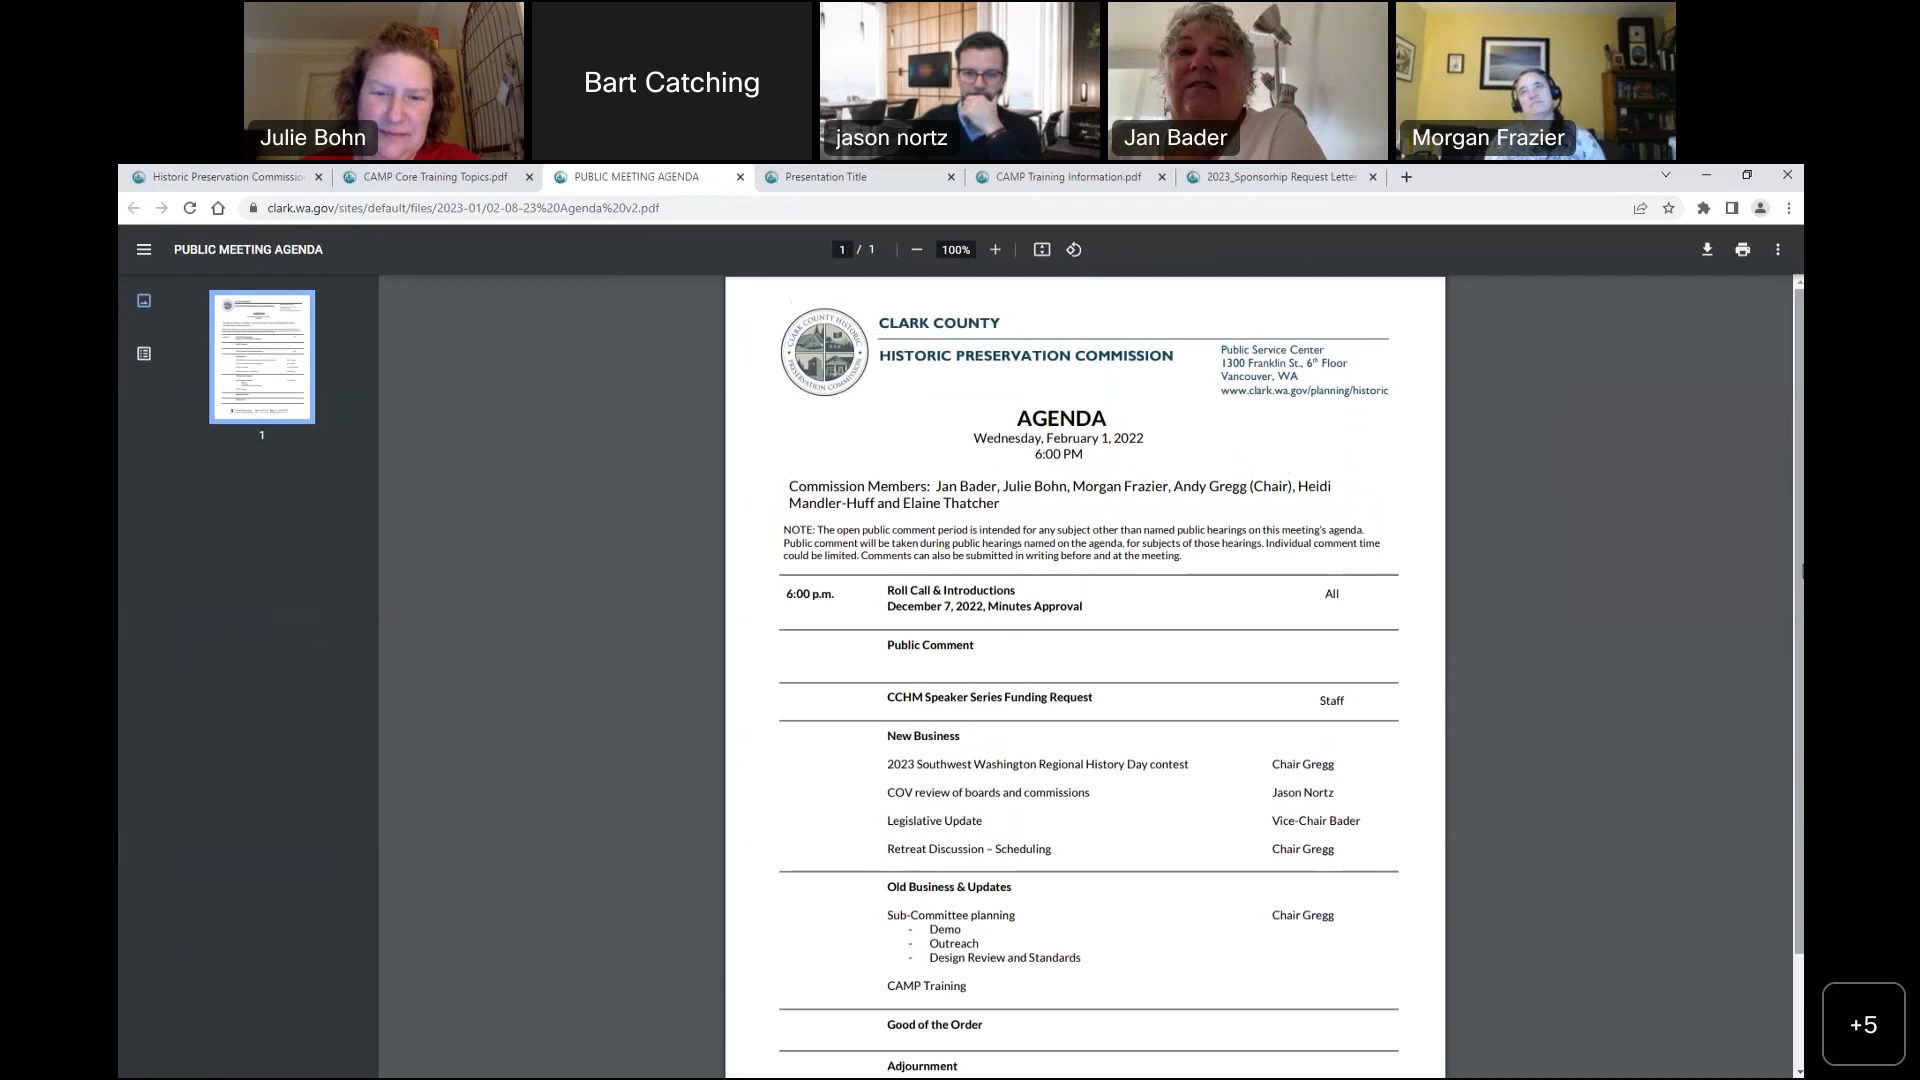 Bart Catching
Julie Bohn
jason nortz
Jan Bader
Morgan Frazier
Historic Preservation Commissio
CAMP Core Training Topics.pdf
PUBLIC MEETING AGENDA
Presentation Title
CAMP Training Information.pdf
2023_Sponsorhip Request Letter
clark.wa.gov/sites/default/files/2023-01/02-08-23%20Agenda%20v2.pdf
PUBLIC MEETING AGENDA
1 / 1
100%
1
CLARK COUNTY HISTORIC PRESERVATION COMMISSION
CLARK COUNTY
HISTORIC PRESERVATION COMMISSION
Public Service Center
1300 Franklin St., 6th Floor
Vancouver, WA
www.clark.wa.gov/planning/historic
AGENDA
Wednesday, February 1, 2022
6:00 PM
Commission Members: Jan Bader, Julie Bohn, Morgan Frazier, Andy Gregg (Chair), Heidi
Mandler-Huff and Elaine Thatcher
NOTE: The open public comment period is intended for any subject other than named public hearings on this meeting's agenda.
Public comment will be taken during public hearings named on the agenda, for subjects of those hearings. Individual comment time
could be limited. Comments can also be submitted in writing before and at the meeting.
6:00 p.m. Roll Call & Introductions All
December 7, 2022, Minutes Approval
Public Comment
CCHM Speaker Series Funding Request Staff
New Business
2023 Southwest Washington Regional History Day contest Chair Gregg
COV review of boards and commissions Jason Nortz
Legislative Update Vice-Chair Bader
Retreat Discussion – Scheduling Chair Gregg
Old Business & Updates
Sub-Committee planning Chair Gregg
- Demo
- Outreach
- Design Review and Standards
CAMP Training
Good of the Order
Adjournment
+5